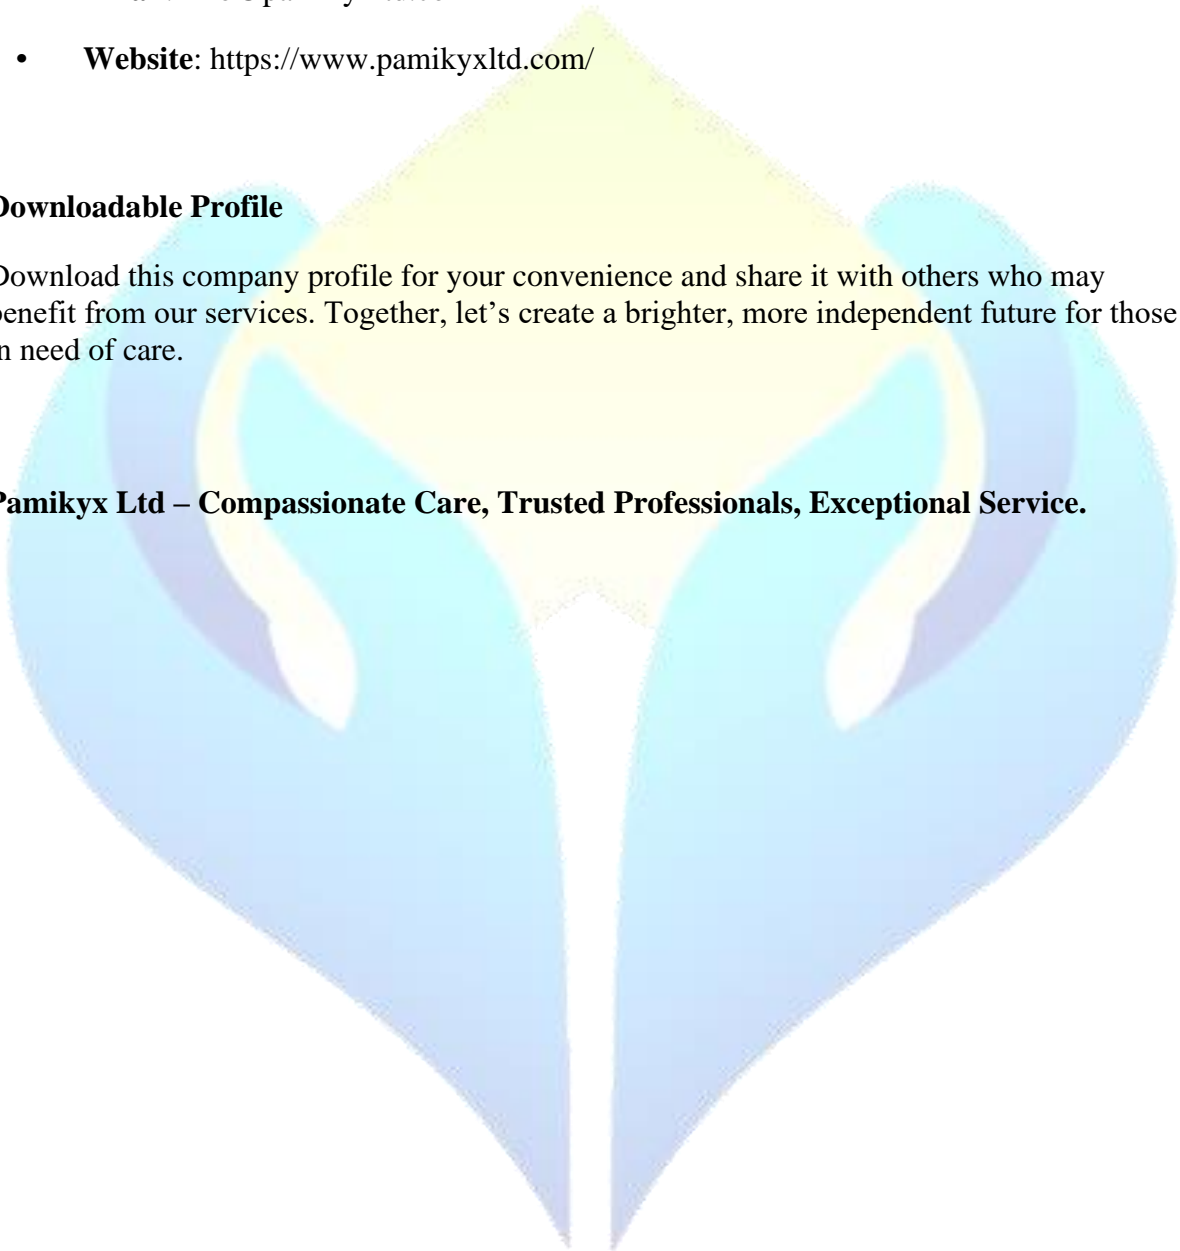 • Website: https://www.pamikyxltd.com/
Downloadable Profile
Download this company profile for your convenience and share it with others who may
benefit from our services. Together, let’s create a brighter, more independent future for those
in need of care.
Pamikyx Ltd – Compassionate Care, Trusted Professionals, Exceptional Service.